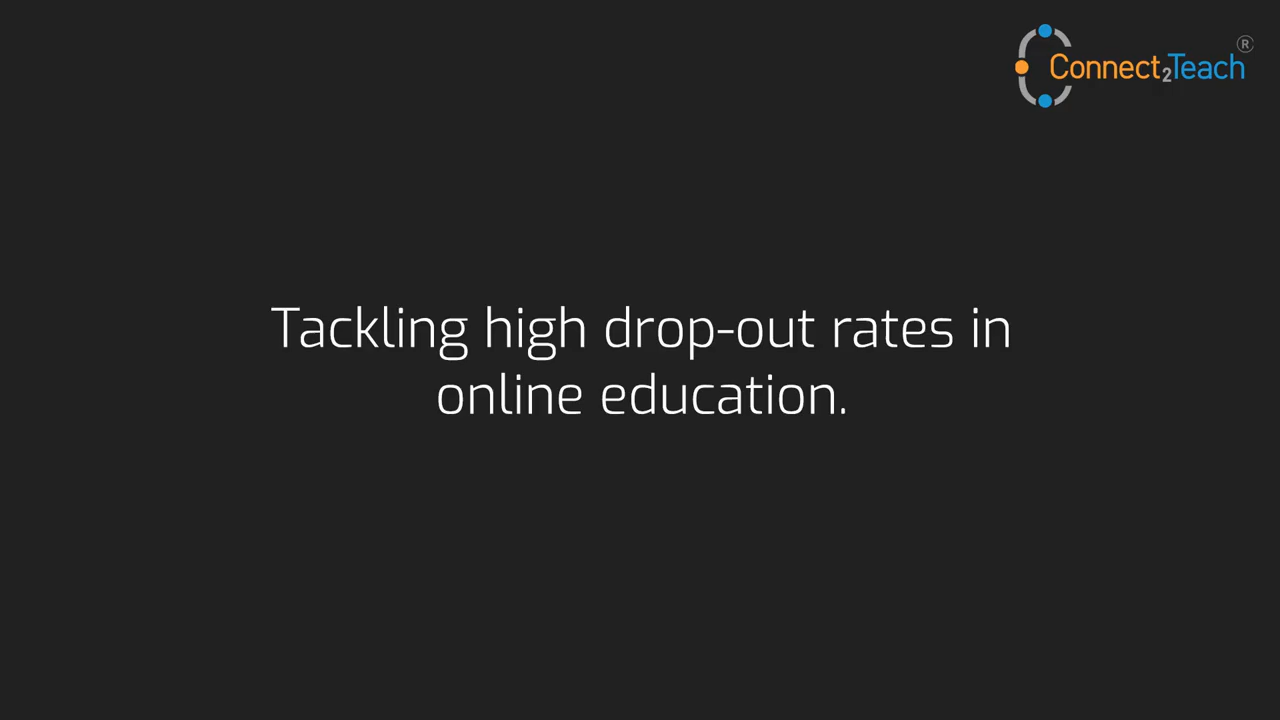 Connect2Teach®
Tackling high drop-out rates in
online education.